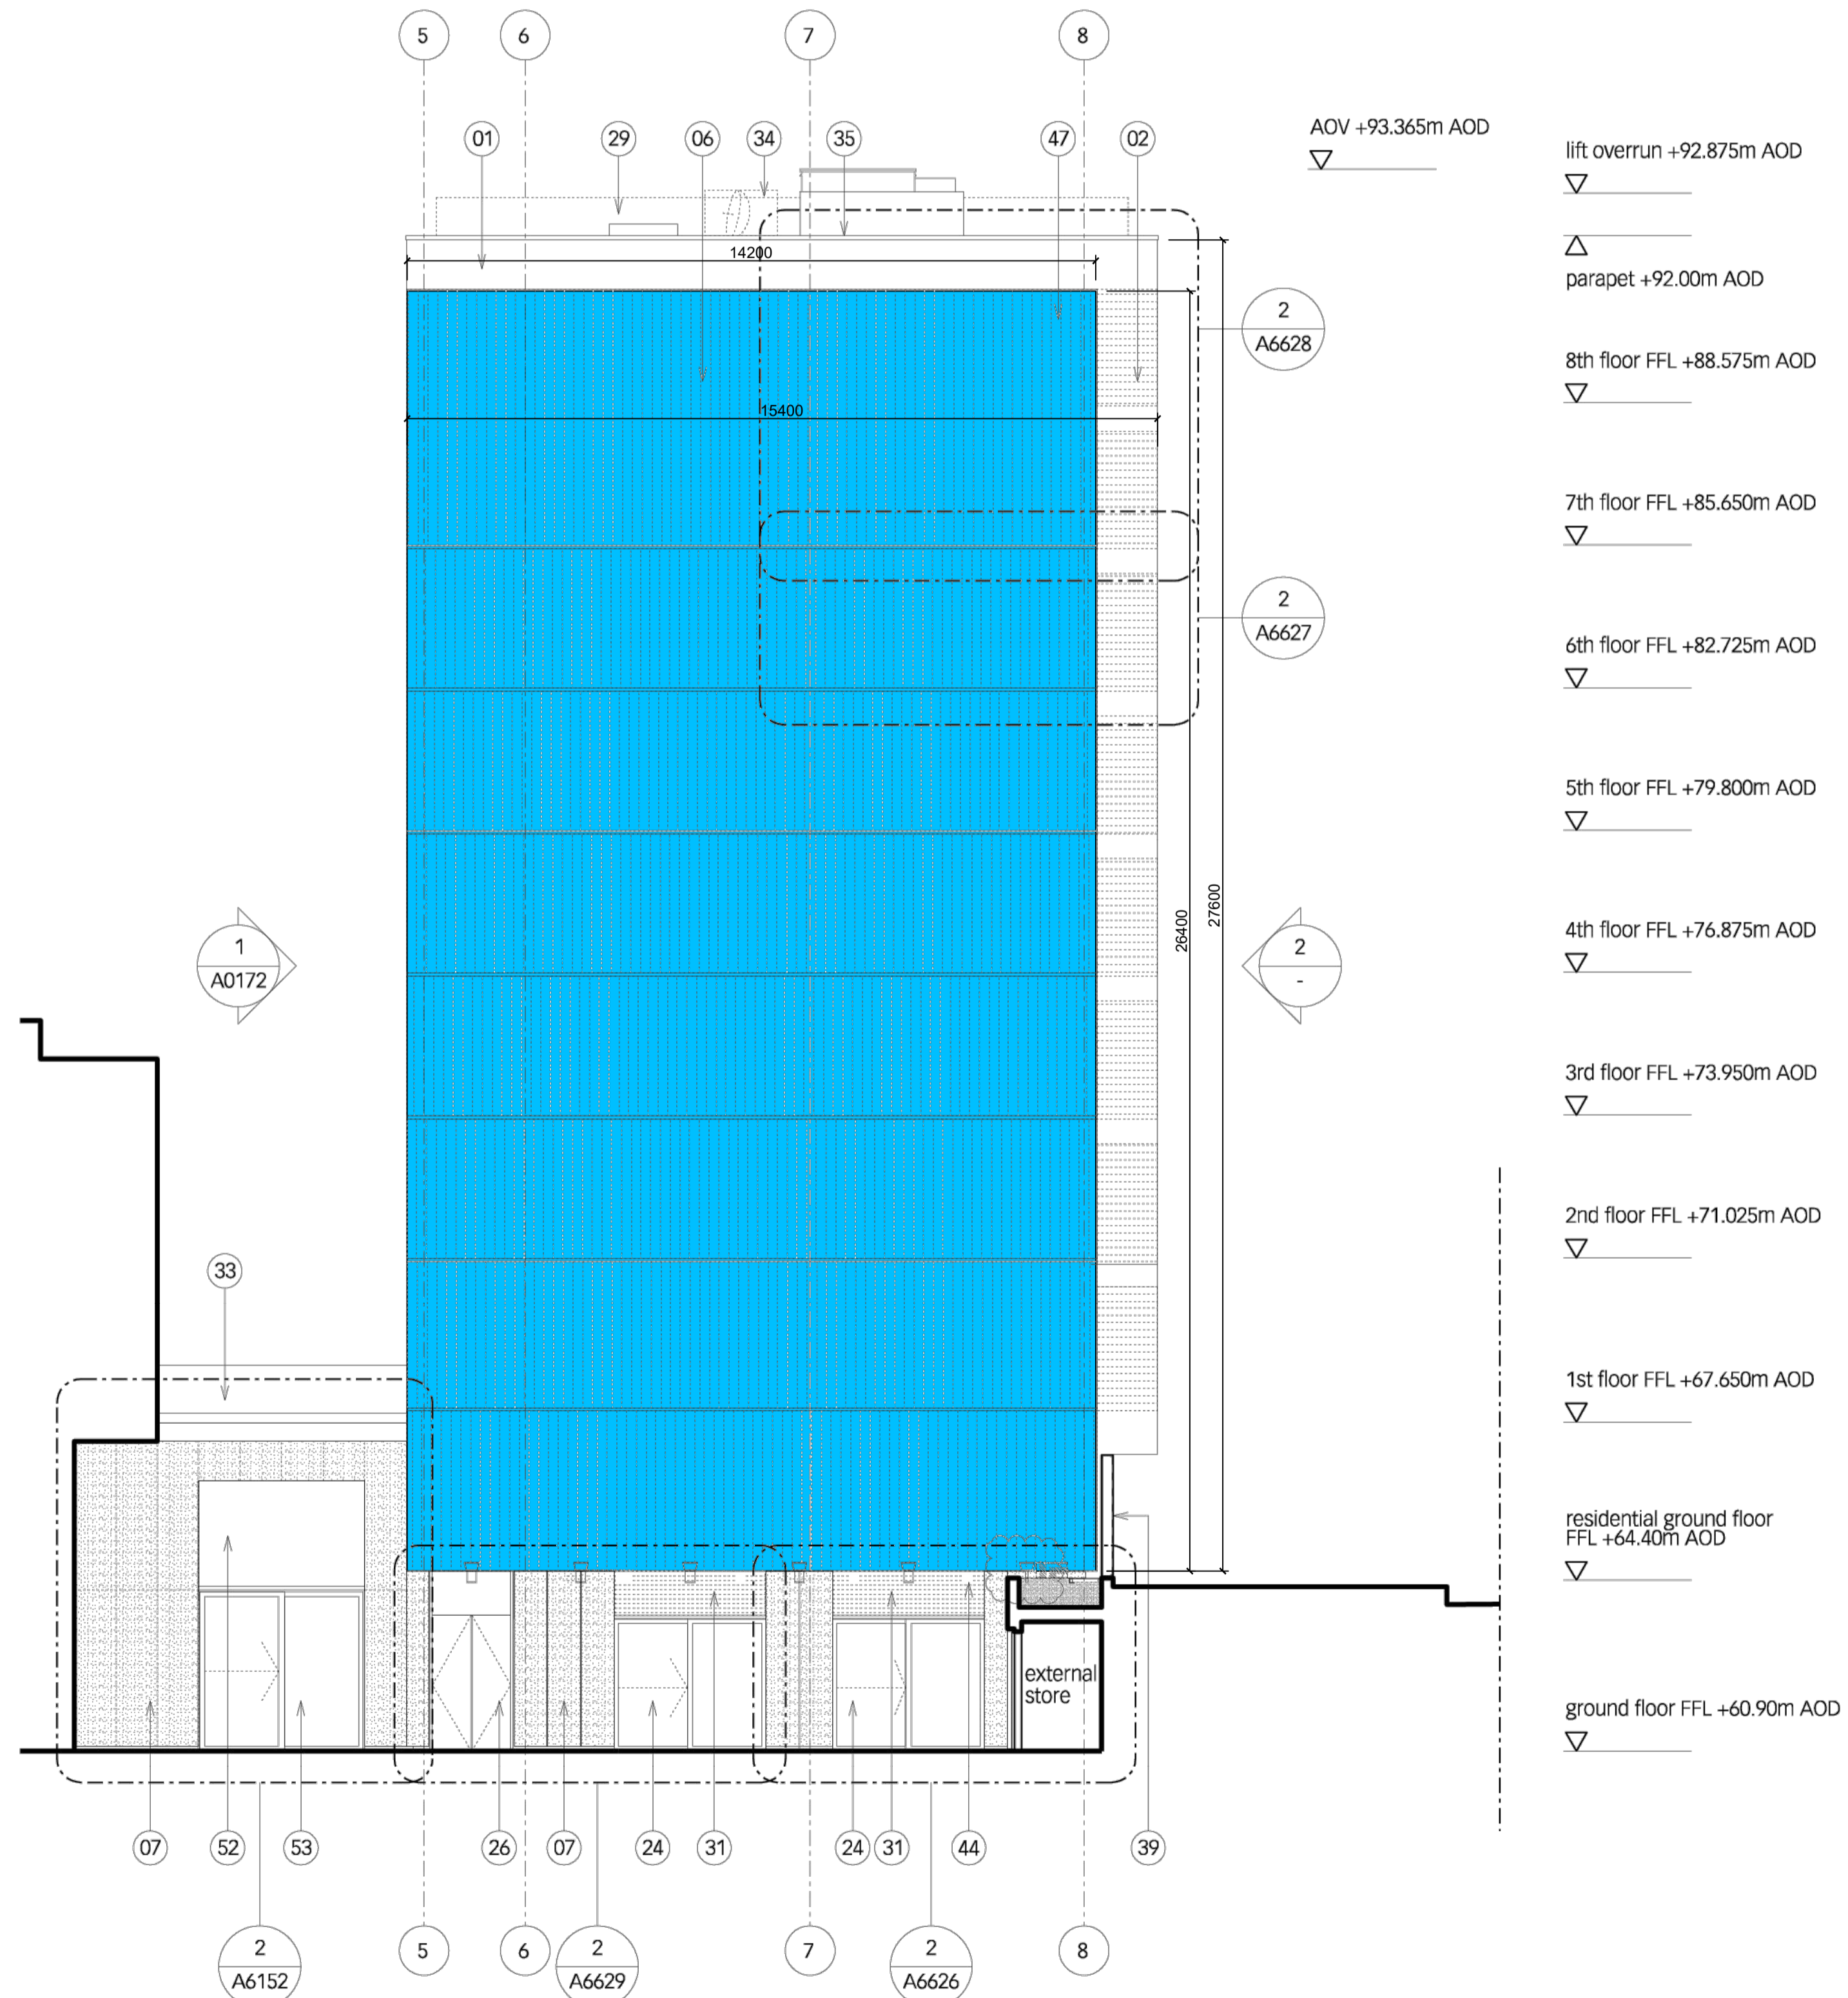 5
6
7
8
01
29
06
34
35
47
02
AOV +93.365m AOD
lift overrun +92.875m AOD
14200
parapet +92.00m AOD
2
A6628
8th floor FFL +88.575m AOD
15400
7th floor FFL +85.650m AOD
2
A6627
6th floor FFL +82.725m AOD
5th floor FFL +79.800m AOD
26400
27600
1
A0172
2
-
4th floor FFL +76.875m AOD
3rd floor FFL +73.950m AOD
2nd floor FFL +71.025m AOD
33
1st floor FFL +67.650m AOD
residential ground floor
FFL +64.40m AOD
external
store
ground floor FFL +60.90m AOD
07
52
53
26
07
24
31
24
31
44
39
5
6
7
8
2
A6152
2
A6629
2
A6626